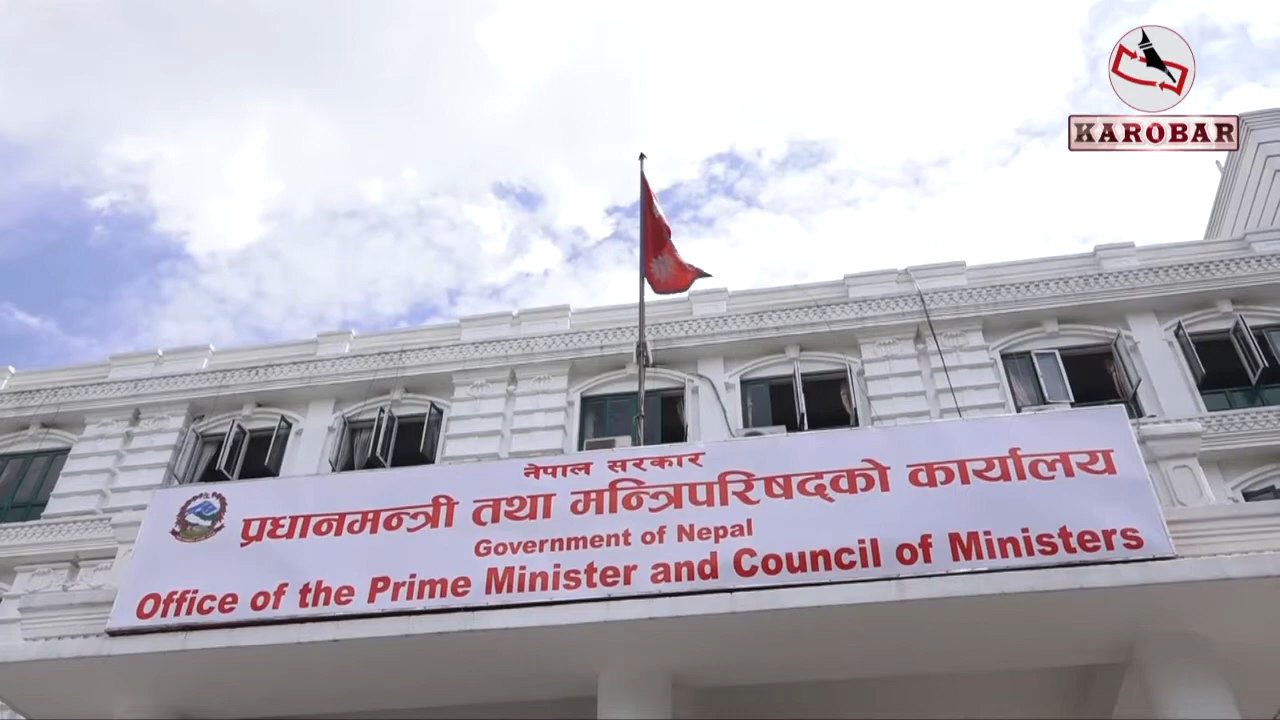 KAROBAR
नेपाल सरकार
प्रधानमन्त्री तथा मन्त्रिपरिषद्को कार्यालय
Government of Nepal
Office of the Prime Minister and Council of Ministers